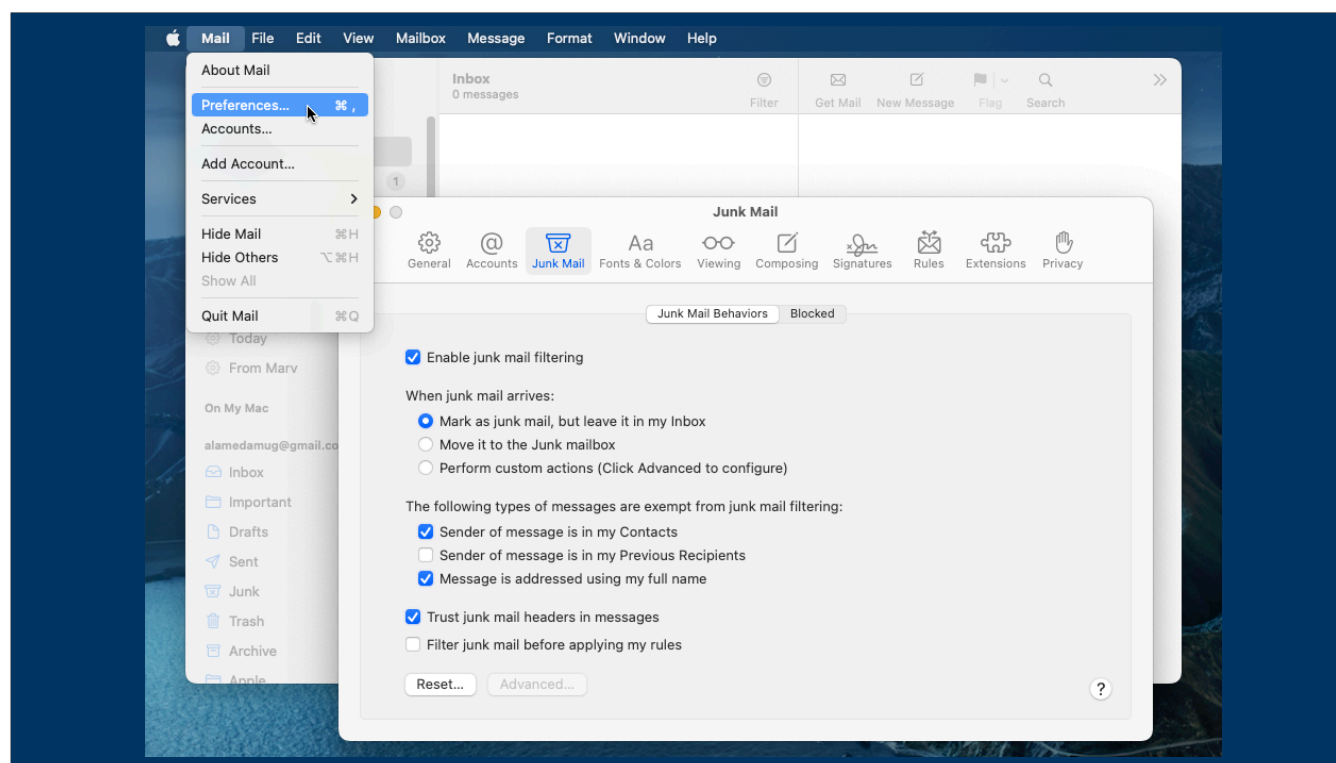 Mail File Edit View Mailbox Message Format Window Help
About Mail
Preferences... ⌘ ,
Accounts...
Add Account...
Services
Hide Mail ⌘H
Hide Others ⌥⌘H
Show All
Quit Mail ⌘Q
Inbox
0 messages
Filter Get Mail New Message Flag Search
1
Today
From Marv
On My Mac
alamedamug@gmail.co
Inbox
Important
Drafts
Sent
Junk
Trash
Archive
Apple
Junk Mail
General Accounts Junk Mail Fonts & Colors Viewing Composing Signatures Rules Extensions Privacy
Junk Mail Behaviors Blocked
Enable junk mail filtering
When junk mail arrives:
Mark as junk mail, but leave it in my Inbox
Move it to the Junk mailbox
Perform custom actions (Click Advanced to configure)
The following types of messages are exempt from junk mail filtering:
Sender of message is in my Contacts
Sender of message is in my Previous Recipients
Message is addressed using my full name
Trust junk mail headers in messages
Filter junk mail before applying my rules
Reset... Advanced... ?